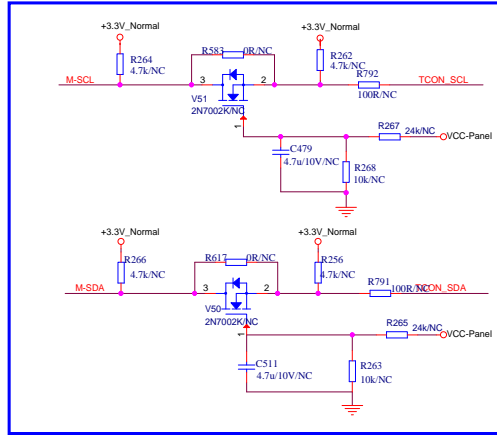 +3.3V_Normal
+3.3V_Normal
R583 0R/NC
R264
4.7k/NC
R262
4.7k/NC
M-SCL
3
2
R792
100R/NC
TCON_SCL
V51
2N7002K/NC
1
R267 24k/NC
VCC-Panel
C479
4.7u/10V/NC
R268
10k/NC
+3.3V_Normal
+3.3V_Normal
R617 0R/NC
R266
4.7k/NC
R256
4.7k/NC
M-SDA
3
2
R791
100R/NC
TCON_SDA
V50
2N7002K/NC
1
R265 24k/NC
VCC-Panel
C511
4.7u/10V/NC
R263
10k/NC